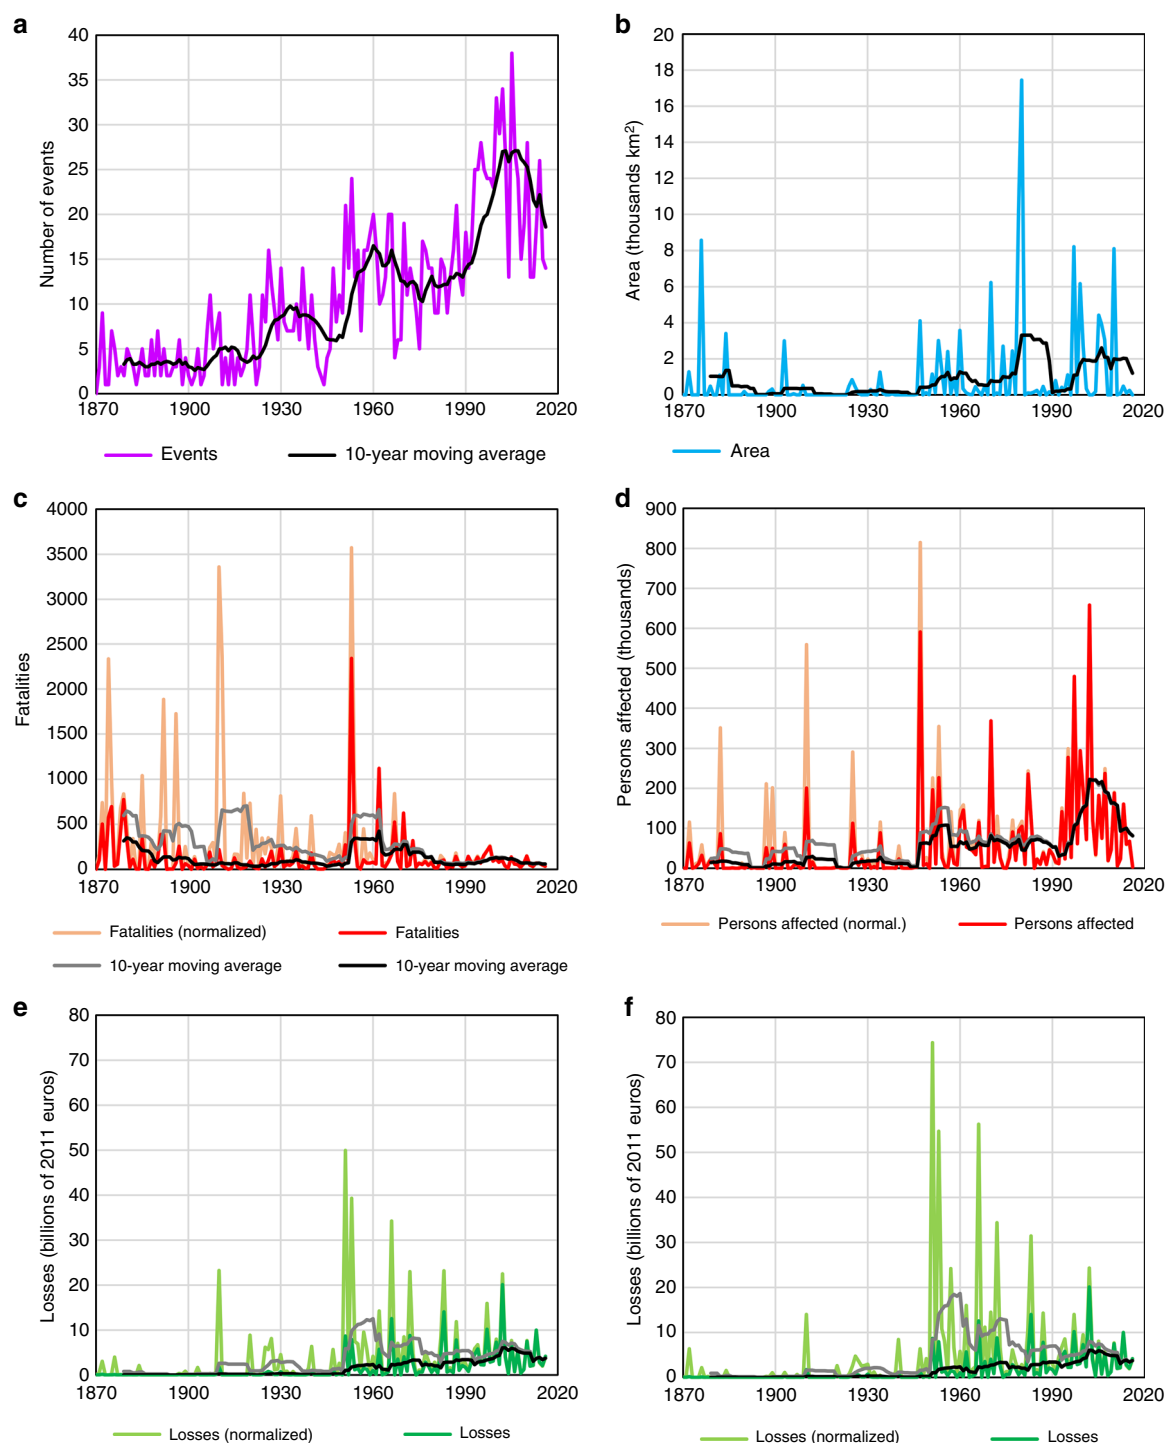 a
40
35
30
25
20
15
10
5
0
Number of events
1870 1900 1930 1960 1990 2020
Events 10-year moving average
b
20
18
16
14
12
10
8
6
4
2
0
Area (thousands km²)
1870 1900 1930 1960 1990 2020
Area
c
4000
3500
3000
2500
2000
1500
1000
500
0
Fatalities
1870 1900 1930 1960 1990 2020
Fatalities (normalized) Fatalities
10-year moving average 10-year moving average
d
900
800
700
600
500
400
300
200
100
0
Persons affected (thousands)
1870 1900 1930 1960 1990 2020
Persons affected (normal.) Persons affected
e
80
70
60
50
40
30
20
10
0
Losses (billions of 2011 euros)
1870 1900 1930 1960 1990 2020
Losses (normalized) Losses
f
80
70
60
50
40
30
20
10
0
Losses (billions of 2011 euros)
1870 1900 1930 1960 1990 2020
Losses (normalized) Losses